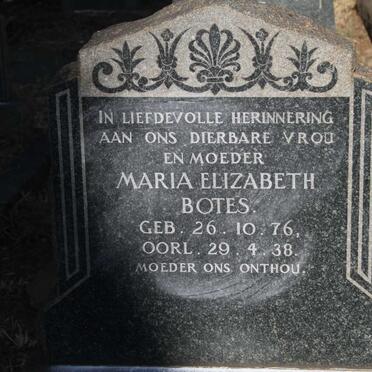 IN LIEFDEVOLLE HERINNERING
AAN ONS DIERBARE VROU
EN MOEDER
MARIA ELIZABETH
BOTES.
GEB. 26. 10. 76,
OORL. 29. 4. 38.
MOEDER ONS ONTHOU.